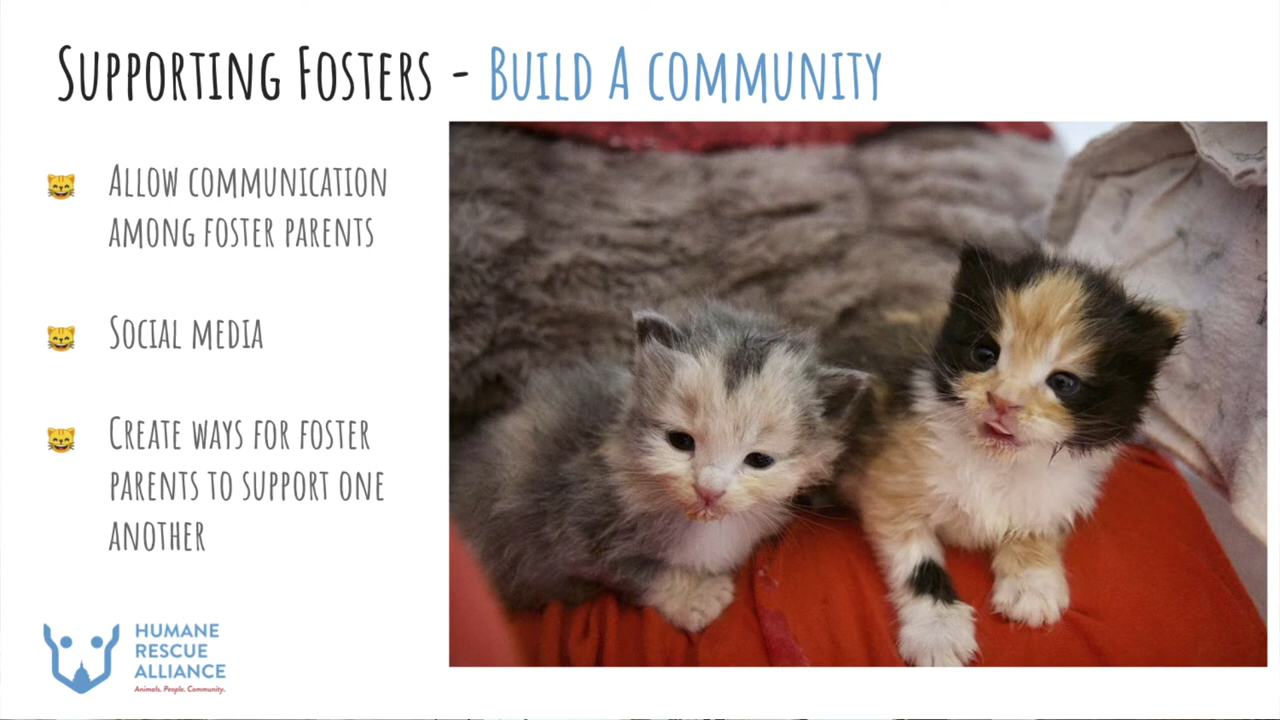 Supporting Fosters - Build A community
Allow communication
among foster parents
Social media
Create ways for foster
parents to support one
another
HUMANE
RESCUE
ALLIANCE
Animals. People. Community.